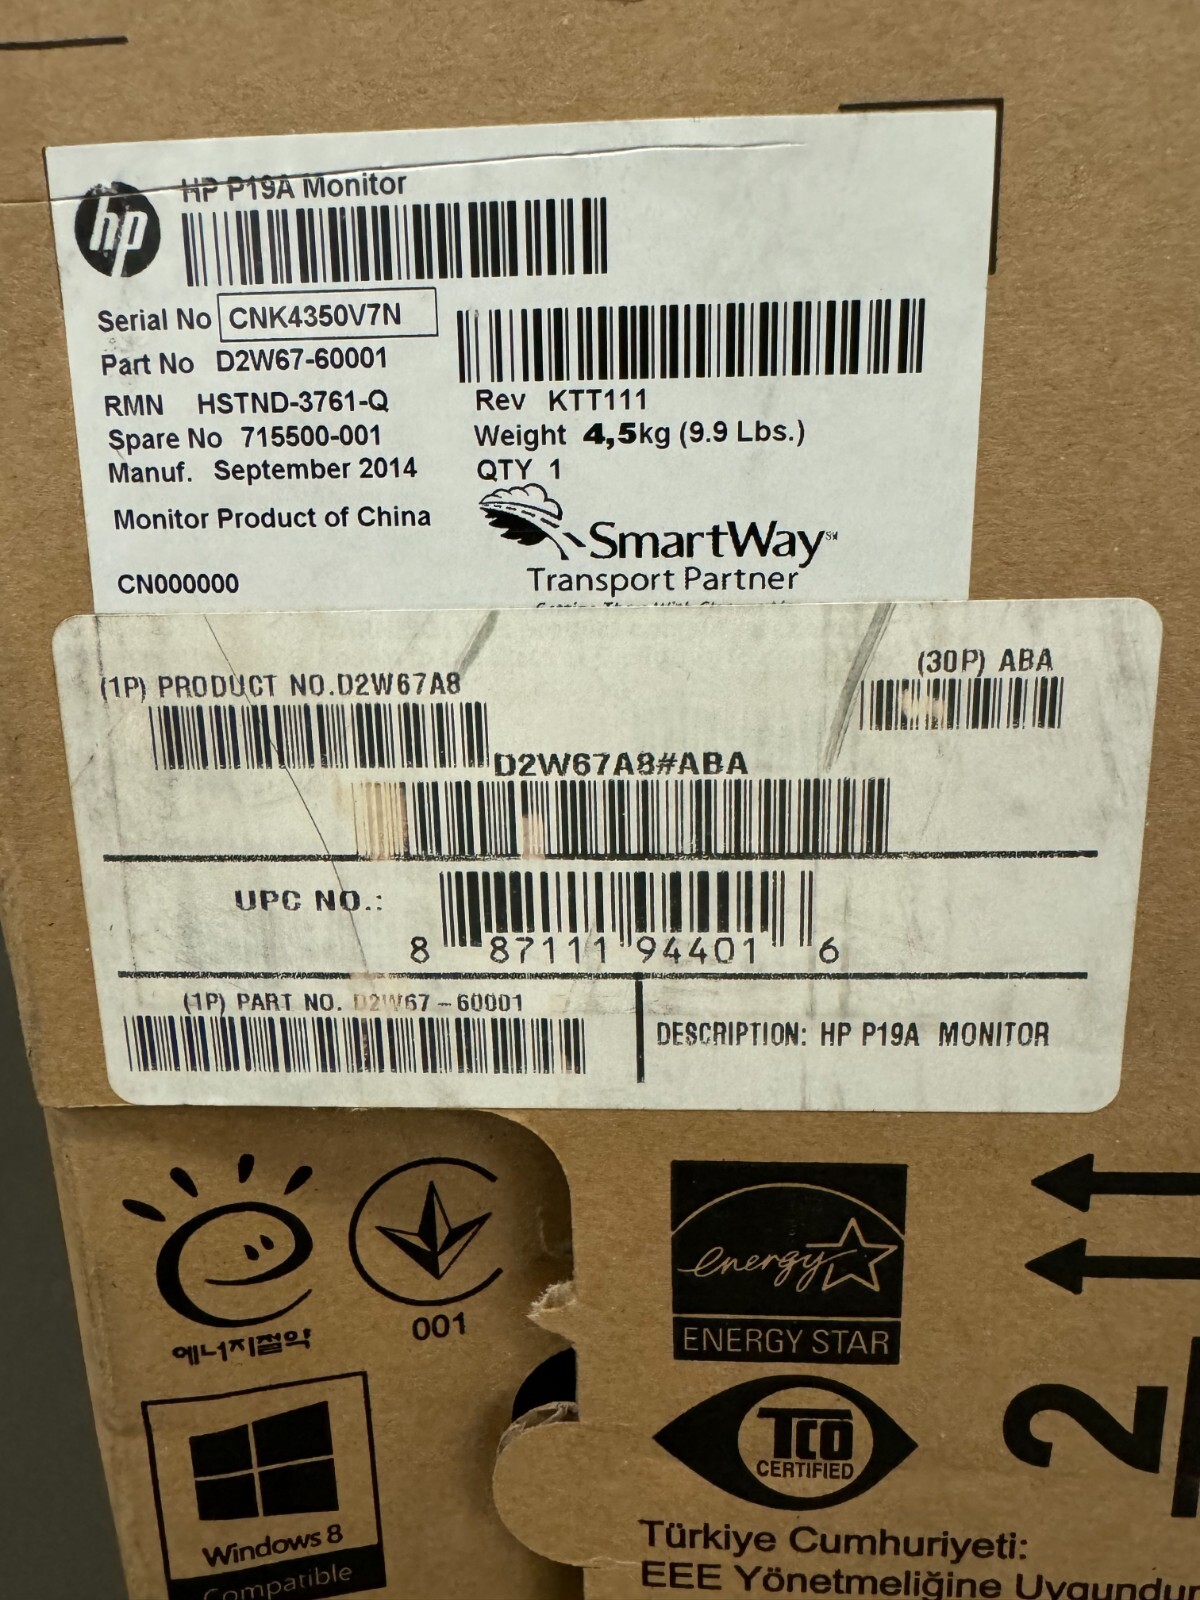 HP P19A Monitor
hp
Serial No CNK4350V7N
Part No D2W67-60001
RMN HSTND-3761-Q
Rev KTT111
Spare No 715500-001
Weight 4,5kg (9.9 Lbs.)
Manuf. September 2014
QTY 1
Monitor Product of China
SmartWay SM
Transport Partner
CN000000
(30P) ABA
(1P) PRODUCT NO.D2W67A8
D2W67A8#ABA
UPC NO.:
8 87111 94401 6
(1P) PART NO. D2W67-60001
DESCRIPTION: HP P19A MONITOR
에너지절약
001
energy
ENERGY STAR
TCO
CERTIFIED
2
Windows 8
Compatible
Türkiye Cumhuriyeti:
EEE Yönetmeliğine